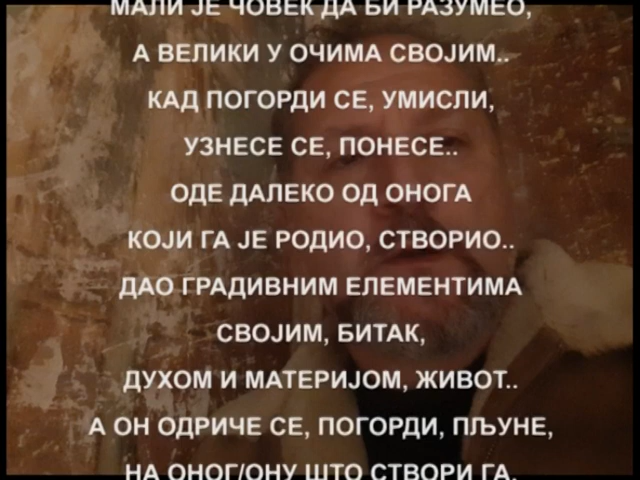 МАЛИ ЈЕ ЧОВЕК ДА БИ РАЗУМЕО,
А ВЕЛИКИ У ОЧИМА СВОЈИМ..
КАД ПОГОРДИ СЕ, УМИСЛИ,
УЗНЕСЕ СЕ, ПОНЕСЕ..
ОДЕ ДАЛЕКО ОД ОНОГА
КОЈИ ГА ЈЕ РОДИО, СТВОРИО..
ДАО ГРАДИВНИМ ЕЛЕМЕНТИМА
СВОЈИМ, БИТАК,
ДУХОМ И МАТЕРИЈОМ, ЖИВОТ..
А ОН ОДРИЧЕ СЕ, ПОГОРДИ, ПЉУНЕ,
НА ОНОГ/ОНУ ШТО СТВОРИ ГА.